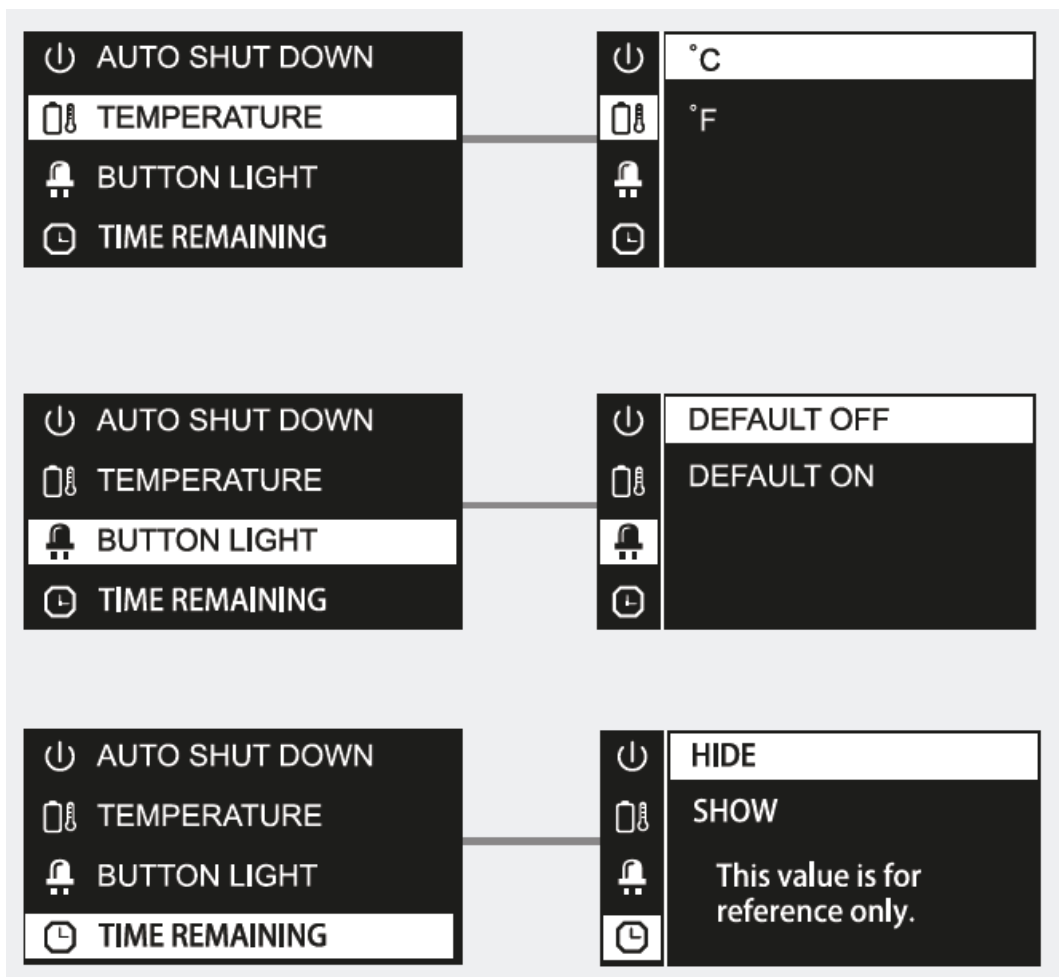 AUTO SHUT DOWN
TEMPERATURE
BUTTON LIGHT
TIME REMAINING
°C
°F
AUTO SHUT DOWN
TEMPERATURE
BUTTON LIGHT
TIME REMAINING
DEFAULT OFF
DEFAULT ON
AUTO SHUT DOWN
TEMPERATURE
BUTTON LIGHT
TIME REMAINING
HIDE
SHOW
This value is for
reference only.